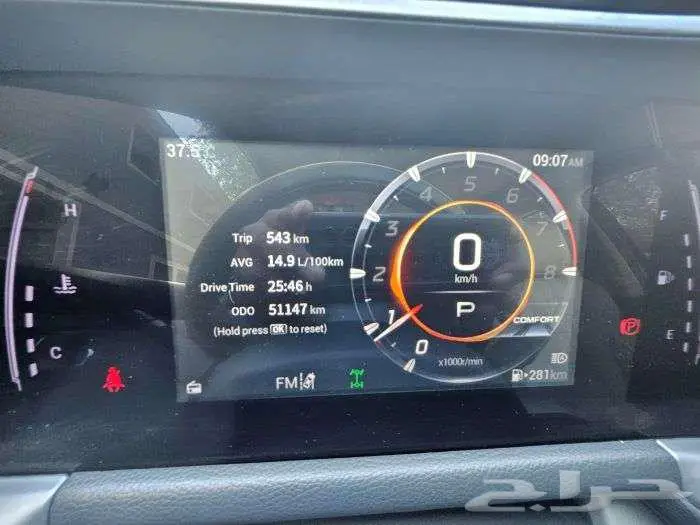 37.5
09:07 AM
H
C
Trip 543 km
AVG 14.9 L/100km
Drive Time 25:46 h
ODO 51147 km
(Hold press OK to reset)
0 1 2 3 4 5 6 7 8
0
km/h
P
COMFORT
x1000r/min
FM
281km
F
E
P
حراج